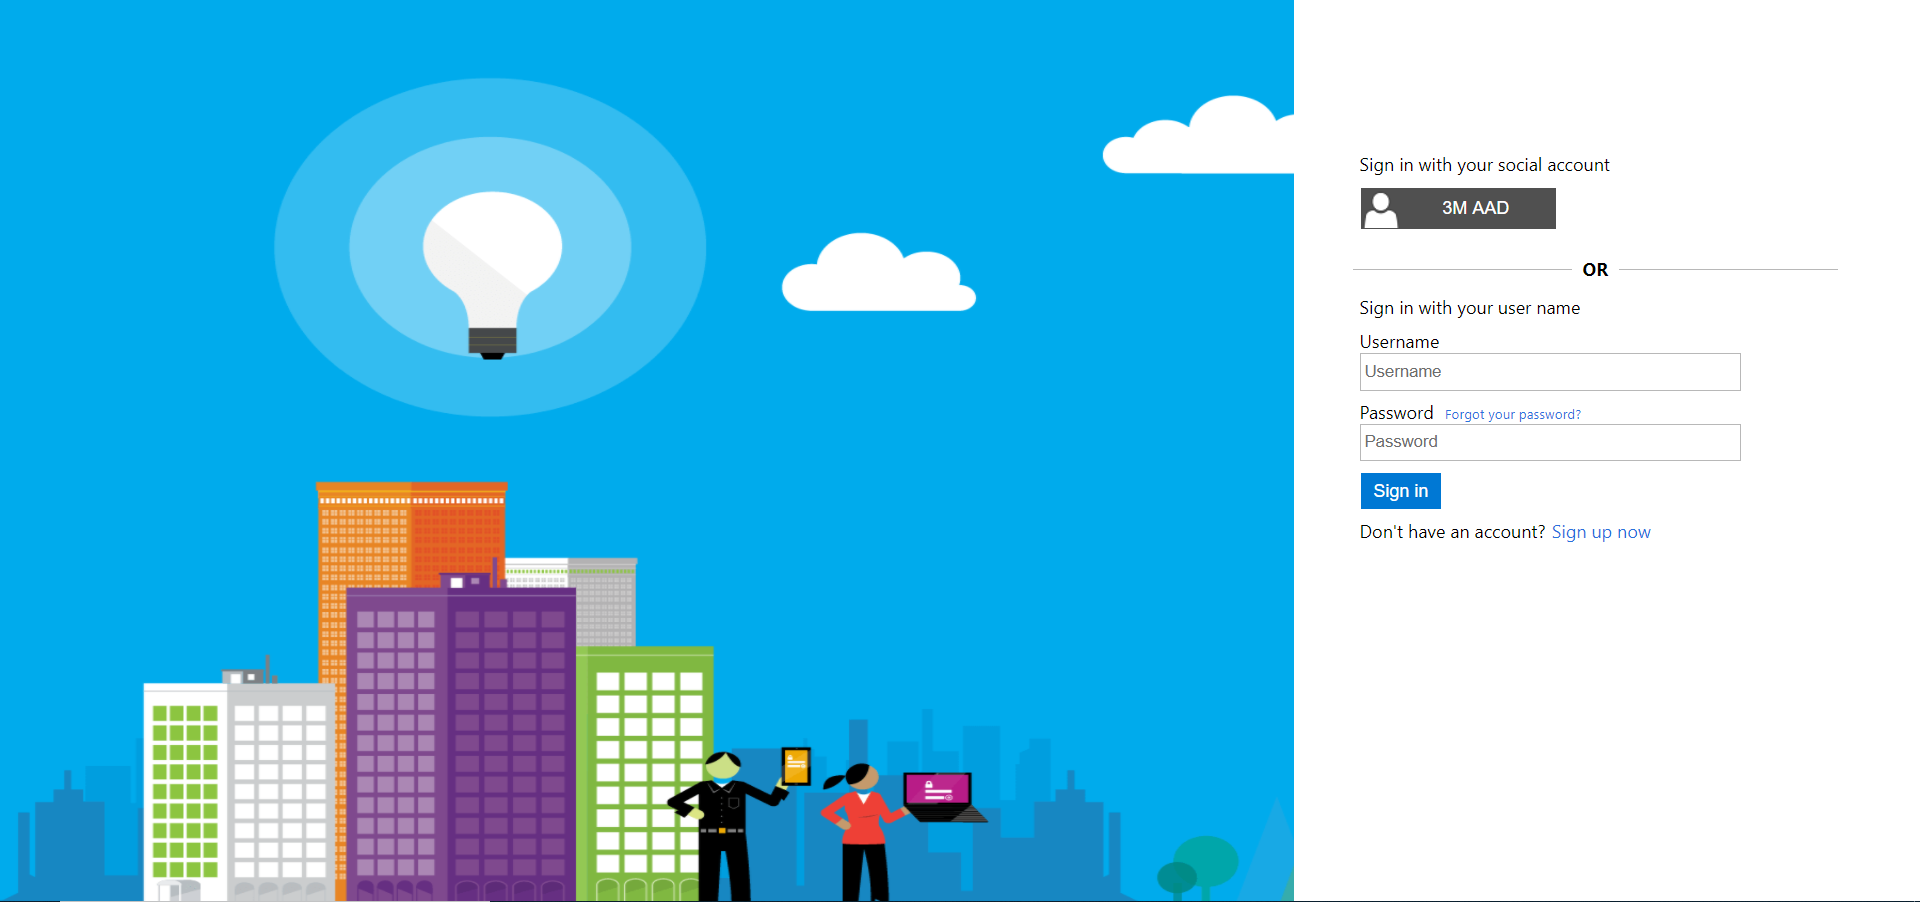 Sign in with your social account
3M AAD
OR
Sign in with your user name
Username
Username
Password Forgot your password?
Password
Sign in
Don't have an account? Sign up now